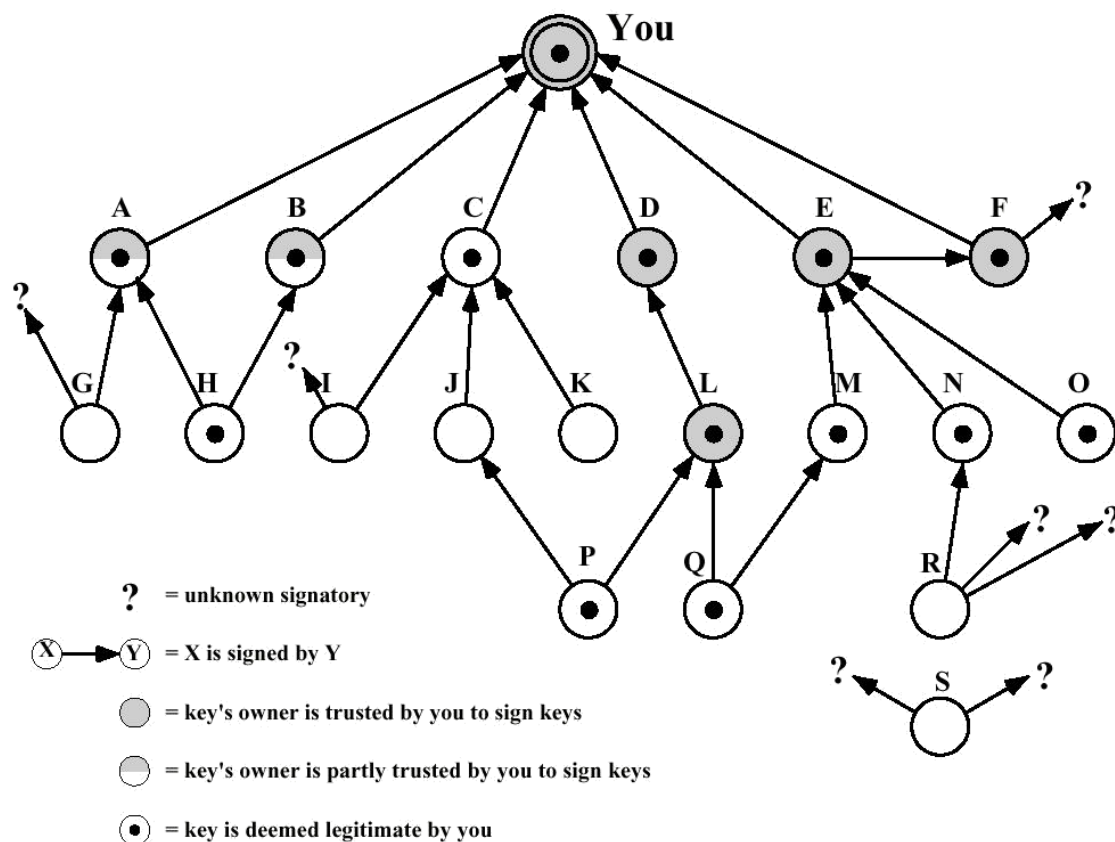 You
A B C D E F ?
?
G H ? I J K L M N O
P Q R ? ?
? = unknown signatory
X Y = X is signed by Y
? S ?
= key's owner is trusted by you to sign keys
= key's owner is partly trusted by you to sign keys
= key is deemed legitimate by you